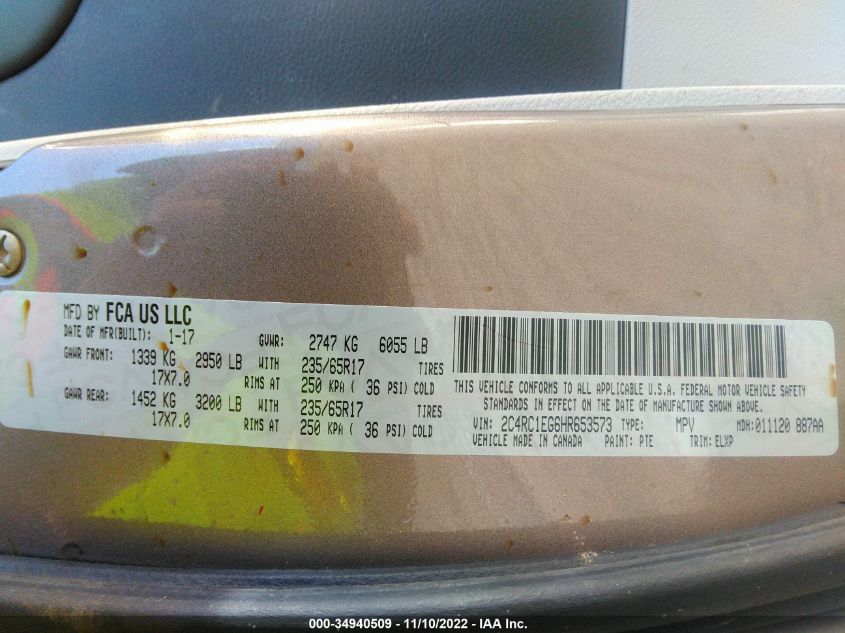 MFD BY FCA US LLC
DATE OF MFR(BUILT): 1-17 GVWR: 2747 KG 6055 LB
GAWR FRONT: 1339 KG 2950 LB WITH 235/65R17 TIRES
17X7.0 RIMS AT 250 KPA ( 36 PSI) COLD
GAWR REAR: 1452 KG 3200 LB WITH 235/65R17 TIRES
17X7.0 RIMS AT 250 KPA ( 36 PSI) COLD
THIS VEHICLE CONFORMS TO ALL APPLICABLE U.S.A. FEDERAL MOTOR VEHICLE SAFETY
STANDARDS IN EFFECT ON THE DATE OF MANUFACTURE SHOWN ABOVE.
VIN: 2C4RC1EG6HR653573 TYPE: MPV MDH:011120 887AA
VEHICLE MADE IN CANADA PAINT: PTE TRIM: ELXP
000-34940509 - 11/10/2022 - IAA Inc.